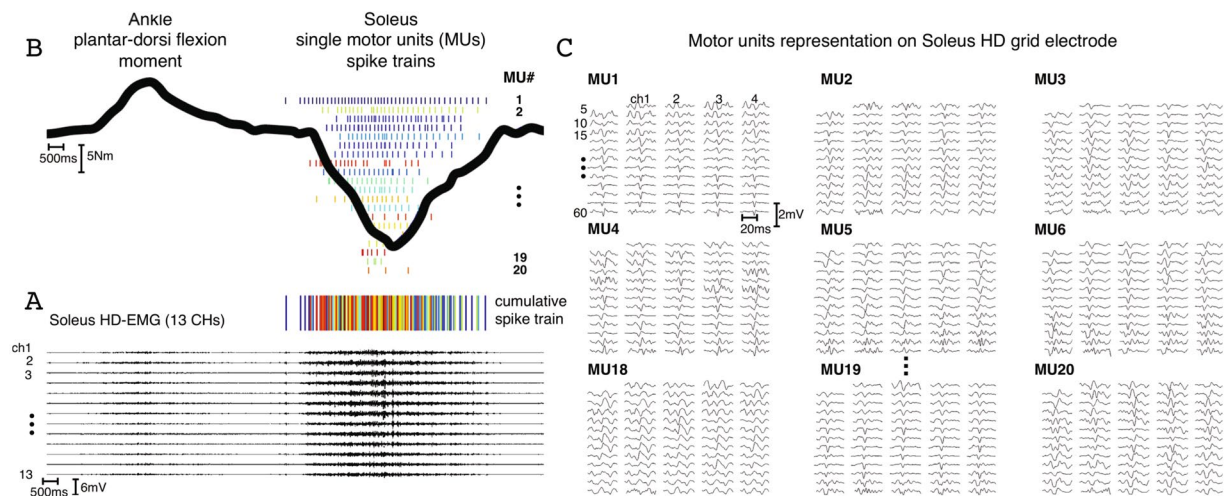 B
Ankle
plantar-dorsi flexion
moment
Soleus
single motor units (MUs)
spike trains
MU#
1
2
19
20
500ms
5Nm
cumulative
spike train
A
Soleus HD-EMG (13 CHs)
ch1
2
3
13
500ms
6mV
C
Motor units representation on Soleus HD grid electrode
MU1
MU2
MU3
ch1 2 3 4
5
10
15
60
20ms
2mV
MU4
MU5
MU6
MU18
MU19
MU20